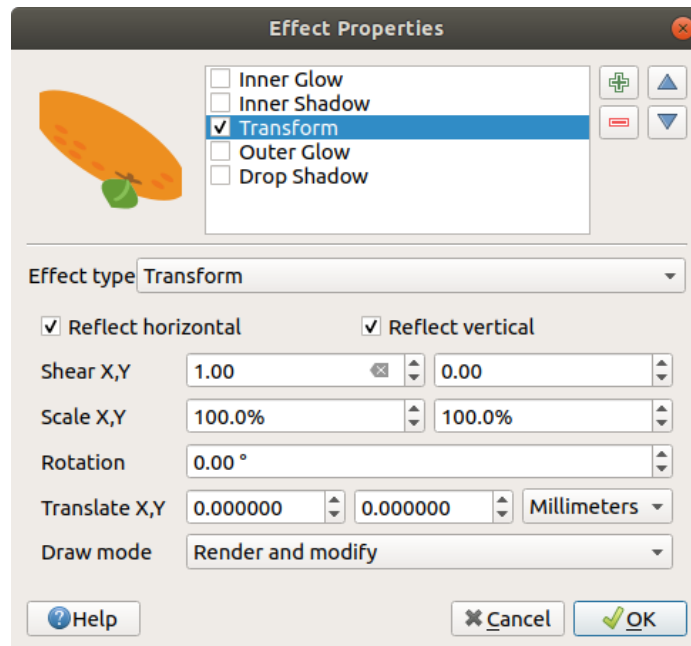 Effect Properties
Inner Glow
Inner Shadow
Transform
Outer Glow
Drop Shadow
Effect type Transform
Reflect horizontal Reflect vertical
Shear X,Y 1.00 0.00
Scale X,Y 100.0% 100.0%
Rotation 0.00 °
Translate X,Y 0.000000 0.000000 Millimeters
Draw mode Render and modify
Help Cancel OK